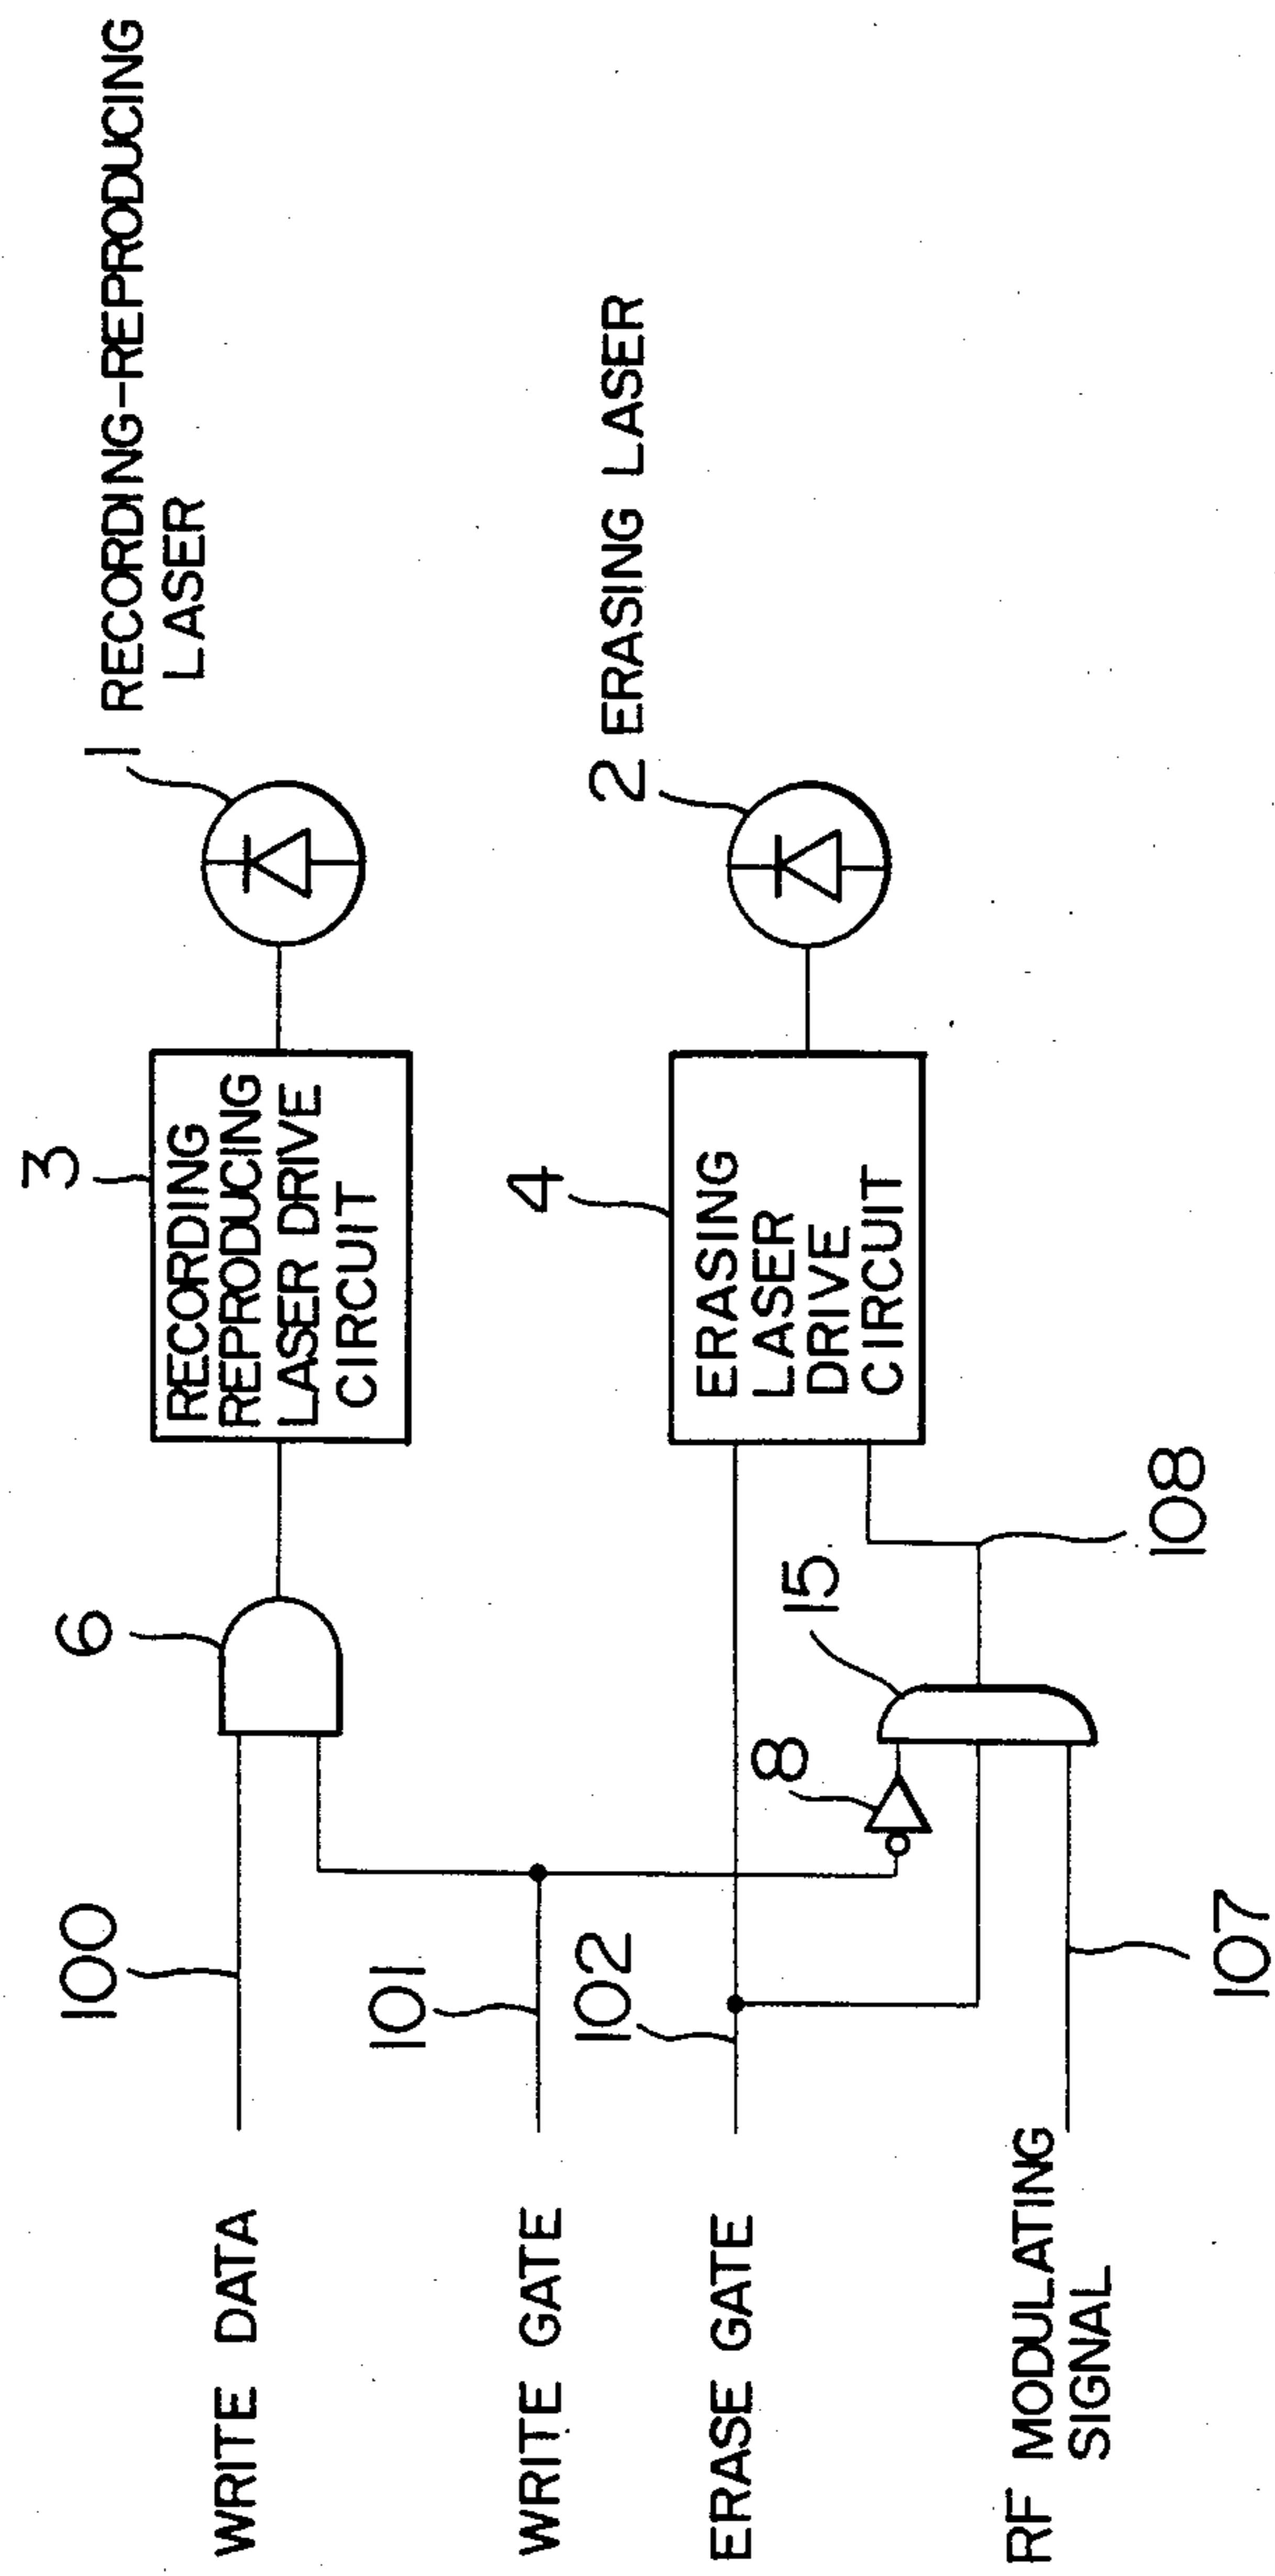 1 RECORDING-REPRODUCING
LASER
3
RECORDING
REPRODUCING
LASER DRIVE
CIRCUIT
6
100
WRITE DATA
101
WRITE GATE
2 ERASING LASER
4
ERASING
LASER
DRIVE
CIRCUIT
102
ERASE GATE
8
15
108
107
RF MODULATING
SIGNAL